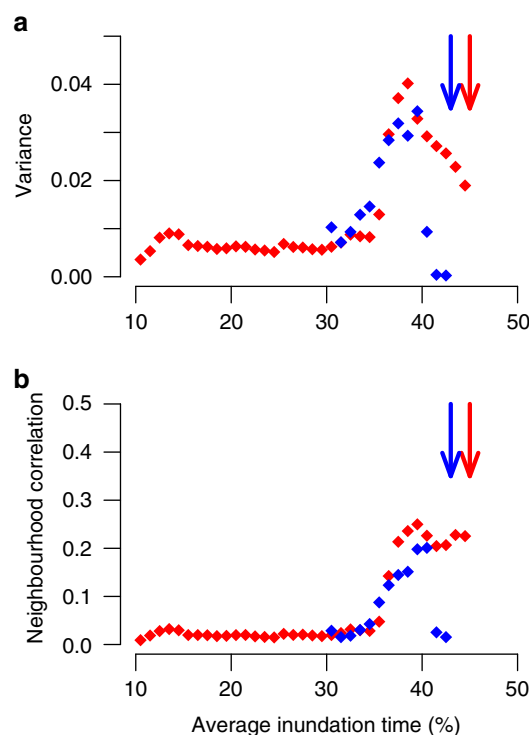 a
Variance
0.04
0.02
0.00
10 20 30 40 50
b
Neighbourhood correlation
0.5
0.4
0.3
0.2
0.1
0.0
10 20 30 40 50
Average inundation time (%)